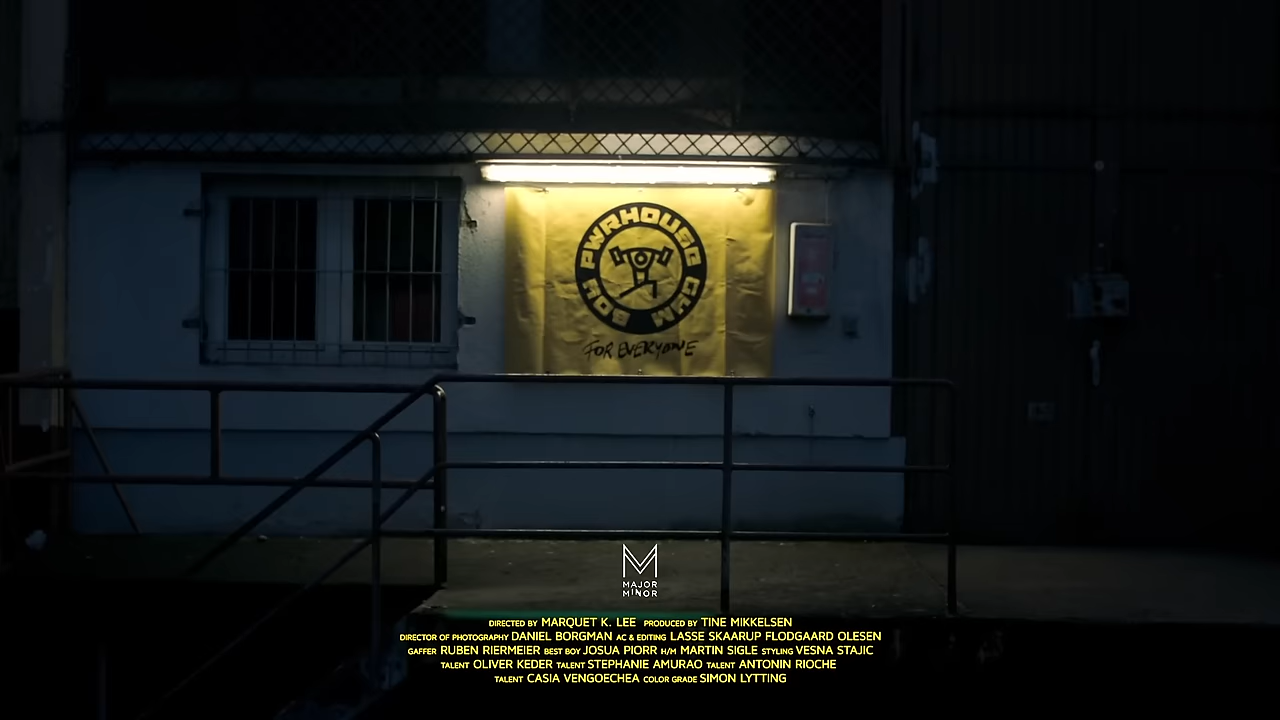 PWRHOUSE GYM BOX
FOR EVERYONE
M
MAJOR
MINOR
DIRECTED BY MARQUET K. LEE PRODUCED BY TINE MIKKELSEN
DIRECTOR OF PHOTOGRAPHY DANIEL BORGMAN AC & EDITING LASSE SKAARUP FLODGAARD OLESEN
GAFFER RUBEN RIERMEIER BEST BOY JOSUA PIORR H/M MARTIN SIGLE STYLING VESNA STAJIC
TALENT OLIVER KEDER TALENT STEPHANIE AMURAO TALENT ANTONIN RIOCHE
TALENT CASIA VENGOECHEA COLOR GRADE SIMON LYTTING